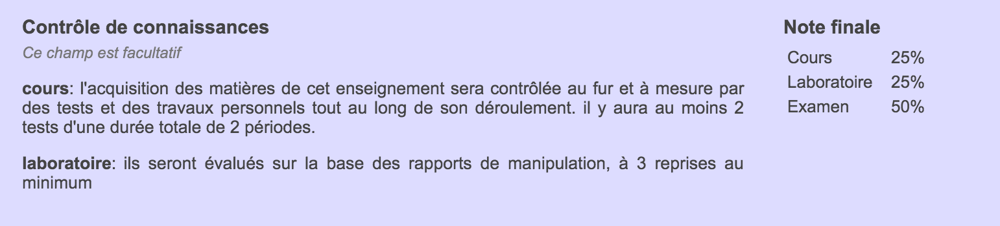 Contrôle de connaissances
Ce champ est facultatif
cours: l'acquisition des matières de cet enseignement sera contrôlée au fur et à mesure par
des tests et des travaux personnels tout au long de son déroulement. il y aura au moins 2
tests d'une durée totale de 2 périodes.
laboratoire: ils seront évalués sur la base des rapports de manipulation, à 3 reprises au
minimum
Note finale
Cours 25%
Laboratoire 25%
Examen 50%